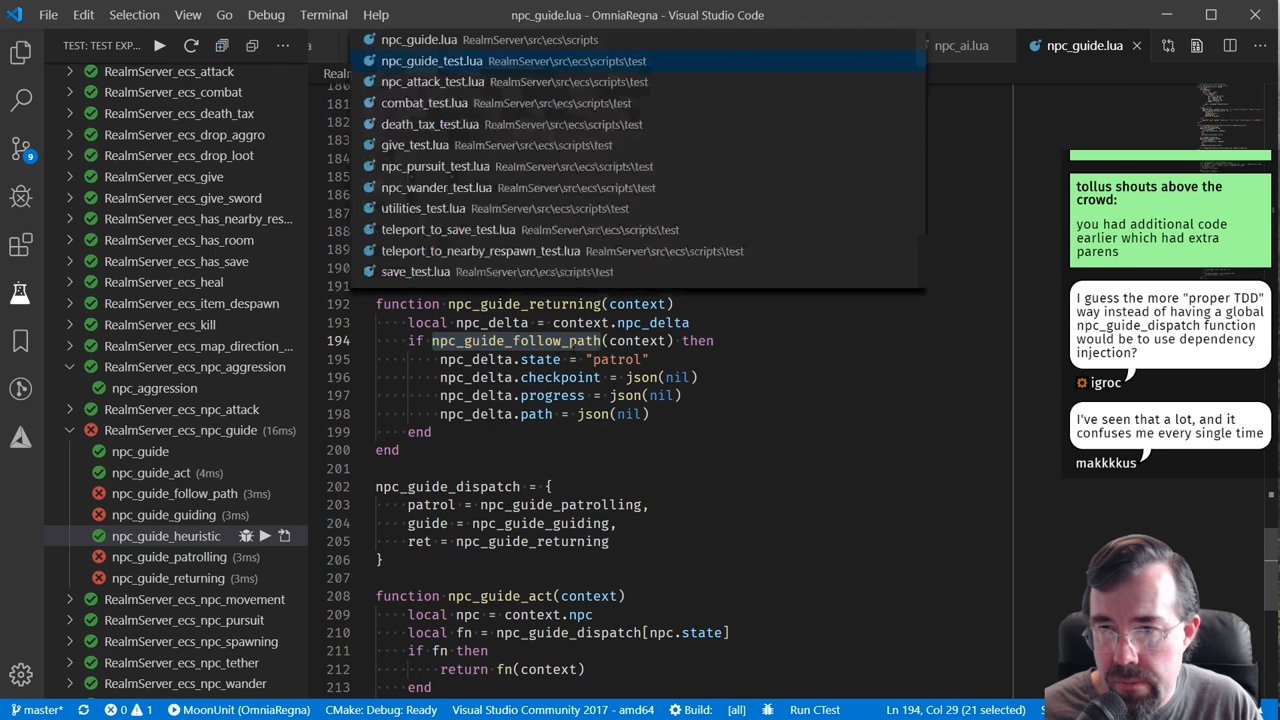 File Edit Selection View Go Debug Terminal Help npc_guide.lua - OmniaRegna - Visual Studio Code
TEST: TEST EXP... npc_ai.lua npc_guide.lua
RealmServer_ecs_attack
RealmServer_ecs_combat
RealmServer_ecs_death_tax
RealmServer_ecs_drop_aggro
RealmServer_ecs_drop_loot
RealmServer_ecs_give
RealmServer_ecs_give_sword
RealmServer_ecs_has_nearby_res...
RealmServer_ecs_has_room
RealmServer_ecs_has_save
RealmServer_ecs_heal
RealmServer_ecs_item_despawn
RealmServer_ecs_kill
RealmServer_ecs_map_direction_...
RealmServer_ecs_npc_aggression
npc_aggression
RealmServer_ecs_npc_attack
RealmServer_ecs_npc_guide (16ms)
npc_guide
npc_guide_act (4ms)
npc_guide_follow_path (3ms)
npc_guide_guiding (3ms)
npc_guide_heuristic
npc_guide_patrolling (3ms)
npc_guide_returning (3ms)
RealmServer_ecs_npc_movement
RealmServer_ecs_npc_pursuit
RealmServer_ecs_npc_spawning
RealmServer_ecs_npc_tether
RealmServer_ecs_npc_wander
npc_guide.lua RealmServer\src\ecs\scripts
npc_guide_test.lua RealmServer\src\ecs\scripts\test
npc_attack_test.lua RealmServer\src\ecs\scripts\test
combat_test.lua RealmServer\src\ecs\scripts\test
death_tax_test.lua RealmServer\src\ecs\scripts\test
give_test.lua RealmServer\src\ecs\scripts\test
npc_pursuit_test.lua RealmServer\src\ecs\scripts\test
npc_wander_test.lua RealmServer\src\ecs\scripts\test
utilities_test.lua RealmServer\src\ecs\scripts\test
teleport_to_save_test.lua RealmServer\src\ecs\scripts\test
teleport_to_nearby_respawn_test.lua RealmServer\src\ecs\scripts\test
save_test.lua RealmServer\src\ecs\scripts\test
192 function npc_guide_returning(context)
193 local npc_delta = context.npc_delta
194 if npc_guide_follow_path(context) then
195 npc_delta.state = "patrol"
196 npc_delta.checkpoint = json(nil)
197 npc_delta.progress = json(nil)
198 npc_delta.path = json(nil)
199 end
200 end
201
202 npc_guide_dispatch = {
203 patrol = npc_guide_patrolling,
204 guide = npc_guide_guiding,
205 ret = npc_guide_returning
206 }
207
208 function npc_guide_act(context)
209 local npc = context.npc
210 local fn = npc_guide_dispatch[npc.state]
211 if fn then
212 return fn(context)
213 end
tollus shouts above the
crowd:
you had additional code
earlier which had extra
parens
I guess the more "proper TDD"
way instead of having a global
npc_guide_dispatch function
would be to use dependency
injection?
igroc
I've seen that a lot, and it
confuses me every single time
makkkkus
9
master* 0 1 MoonUnit (OmniaRegna) CMake: Debug: Ready Visual Studio Community 2017 - amd64 Build: [all] Run CTest Ln 194, Col 29 (21 selected)